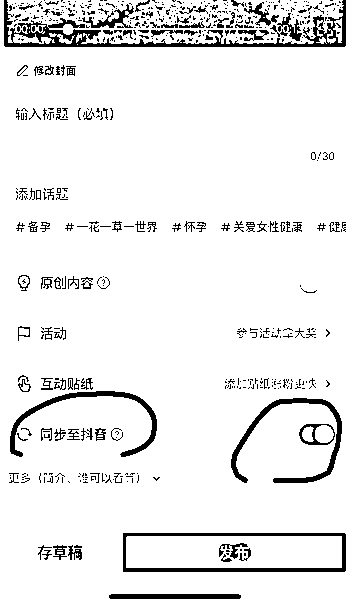 00:00
修改封面
输入标题（必填）
0/30
添加话题
#备孕 #一花一草一世界 #怀孕 #关爱女性健康 #健康
原创内容
活动 参与活动拿大奖
互动贴纸 添加贴纸涨粉更快
同步至抖音
更多（简介、谁可以看等）
存草稿 发布